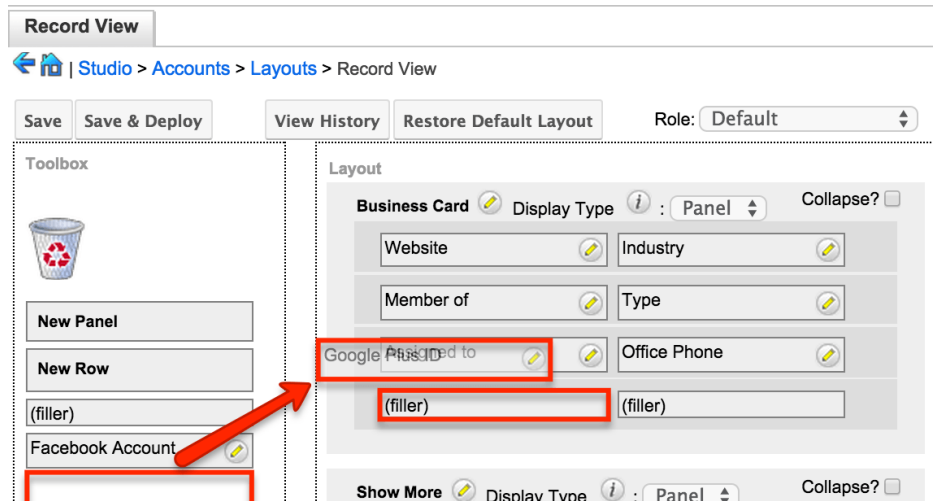 Record View
| Studio > Accounts > Layouts > Record View
Save Save & Deploy View History Restore Default Layout Role: Default
Toolbox
Layout
Business Card Display Type i : Panel Collapse?
Website Industry
Member of Type
Google Plus ID Assigned to Office Phone
(filler) (filler)
New Panel
New Row
(filler)
Facebook Account
Show More Display Type i : Panel Collapse?